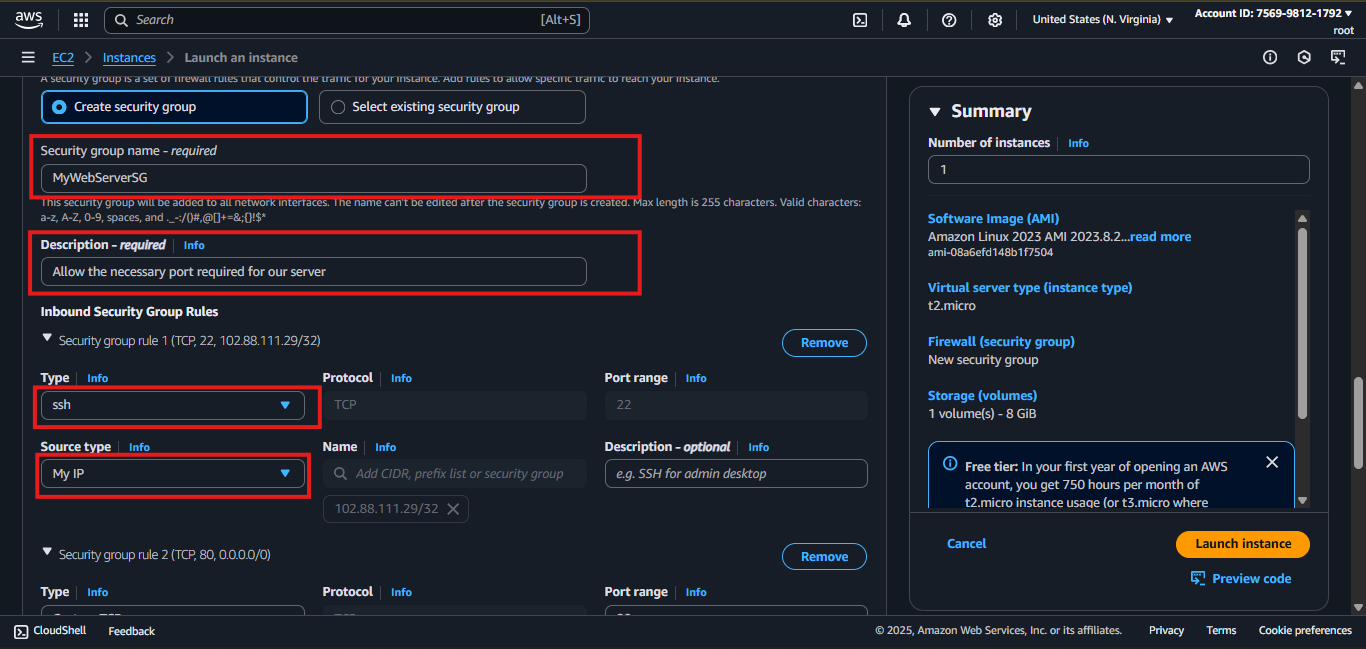 aws
Search
[Alt+S]
United States (N. Virginia)
Account ID: 7569-9812-1792
root
EC2
Instances
Launch an instance
A security group is a set of firewall rules that control the traffic for your instance. Add rules to allow specific traffic to reach your instance.
Create security group
Select existing security group
Security group name - required
MyWebServerSG
This security group will be added to all network interfaces. The name can't be edited after the security group is created. Max length is 255 characters. Valid characters:
a-z, A-Z, 0-9, spaces, and ._-:/()#,@[]+=&;{}!$*
Description - required
Info
Allow the necessary port required for our server
Inbound Security Group Rules
Security group rule 1 (TCP, 22, 102.88.111.29/32)
Remove
Type Info
Protocol Info
Port range Info
ssh
TCP
22
Source type Info
Name Info
Description - optional Info
My IP
Add CIDR, prefix list or security group
e.g. SSH for admin desktop
102.88.111.29/32
Security group rule 2 (TCP, 80, 0.0.0.0/0)
Remove
Type Info
Protocol Info
Port range Info
Summary
Number of instances Info
1
Software Image (AMI)
Amazon Linux 2023 AMI 2023.8.2...read more
ami-08a6efd148b1f7504
Virtual server type (instance type)
t2.micro
Firewall (security group)
New security group
Storage (volumes)
1 volume(s) - 8 GiB
Free tier: In your first year of opening an AWS
account, you get 750 hours per month of
t2.micro instance usage (or t3.micro where
Cancel
Launch instance
Preview code
CloudShell
Feedback
© 2025, Amazon Web Services, Inc. or its affiliates.
Privacy
Terms
Cookie preferences